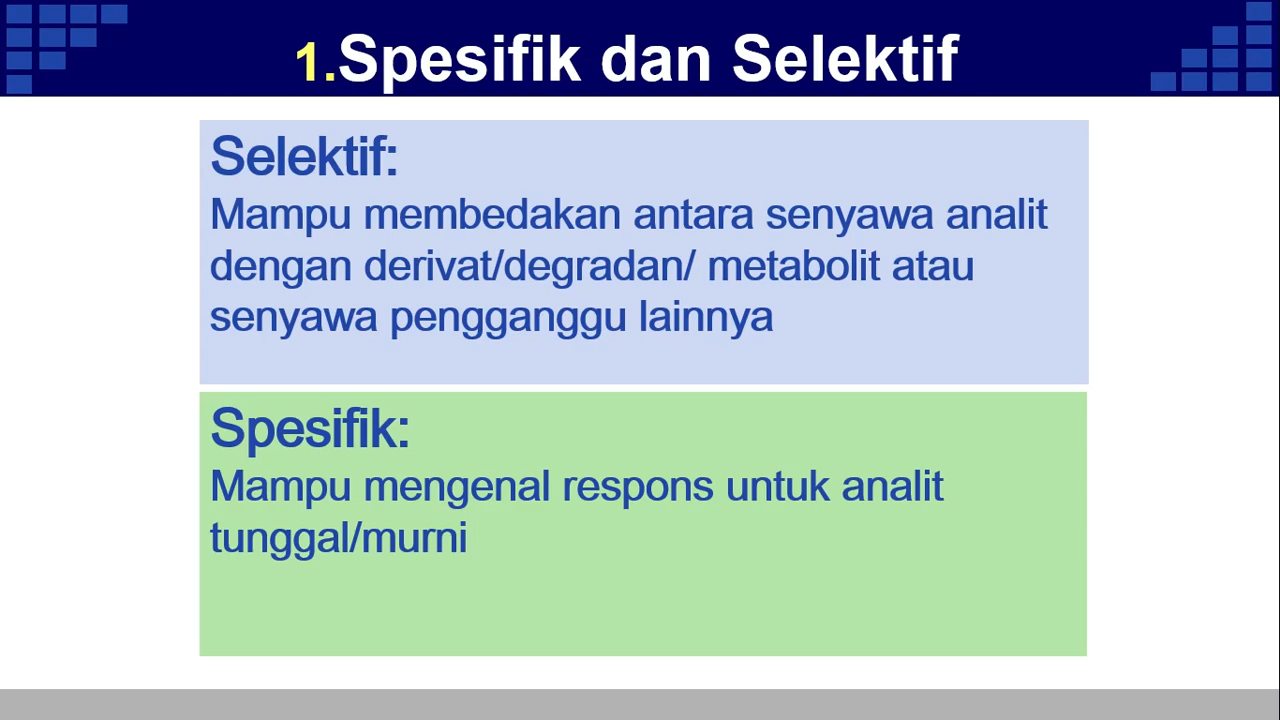 1.Spesifik dan Selektif
Selektif:
Mampu membedakan antara senyawa analit
dengan derivat/degradan/ metabolit atau
senyawa pengganggu lainnya
Spesifik:
Mampu mengenal respons untuk analit
tunggal/murni